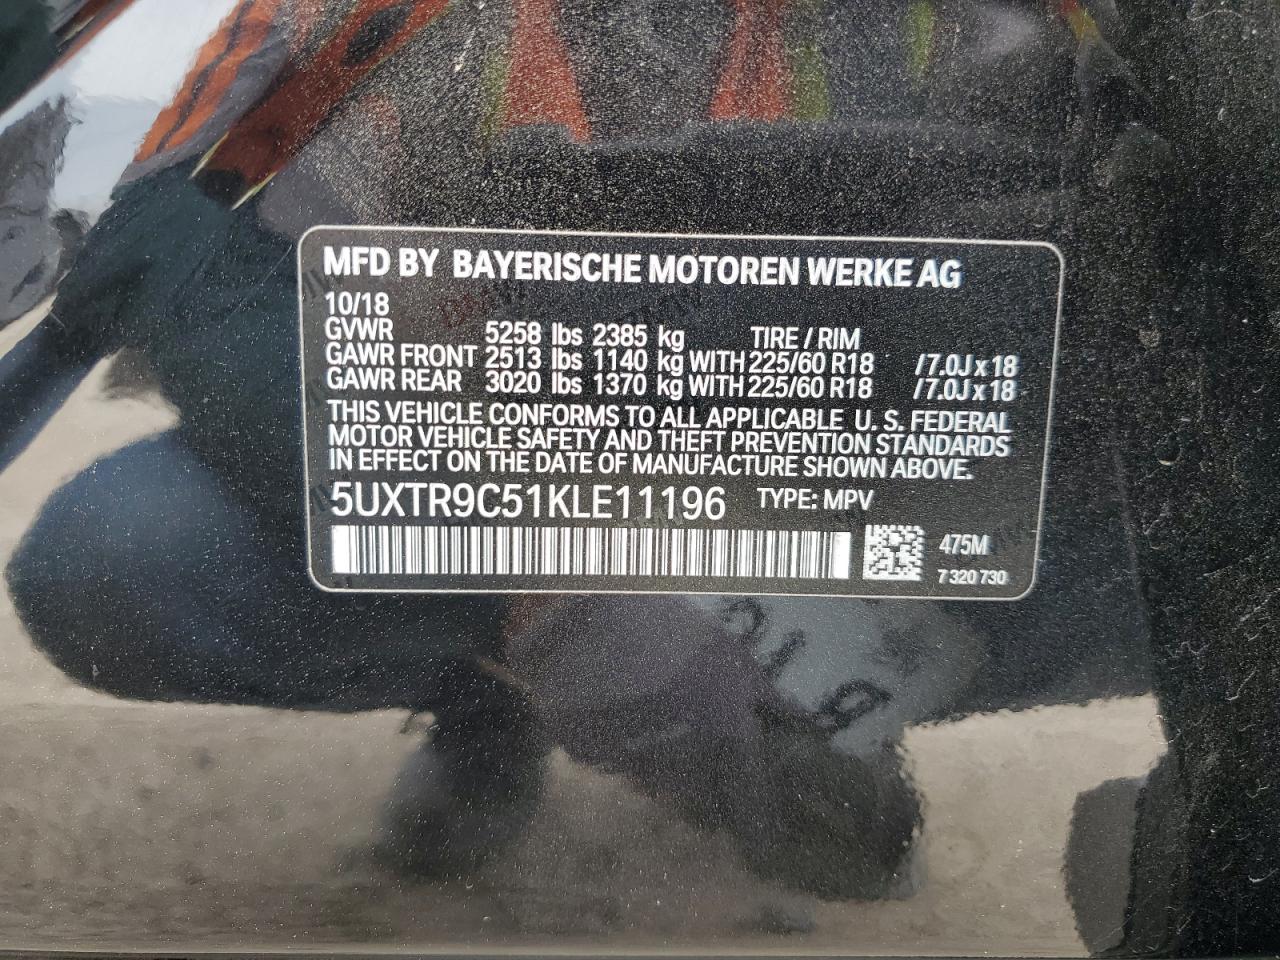 MFD BY BAYERISCHE MOTOREN WERKE AG
10/18
GVWR 5258 lbs 2385 kg TIRE / RIM
GAWR FRONT 2513 lbs 1140 kg WITH 225/60 R18 /7.0J x 18
GAWR REAR 3020 lbs 1370 kg WITH 225/60 R18 /7.0J x 18
THIS VEHICLE CONFORMS TO ALL APPLICABLE U. S. FEDERAL
MOTOR VEHICLE SAFETY AND THEFT PREVENTION STANDARDS
IN EFFECT ON THE DATE OF MANUFACTURE SHOWN ABOVE.
5UXTR9C51KLE11196 TYPE: MPV
475M
7 320 730